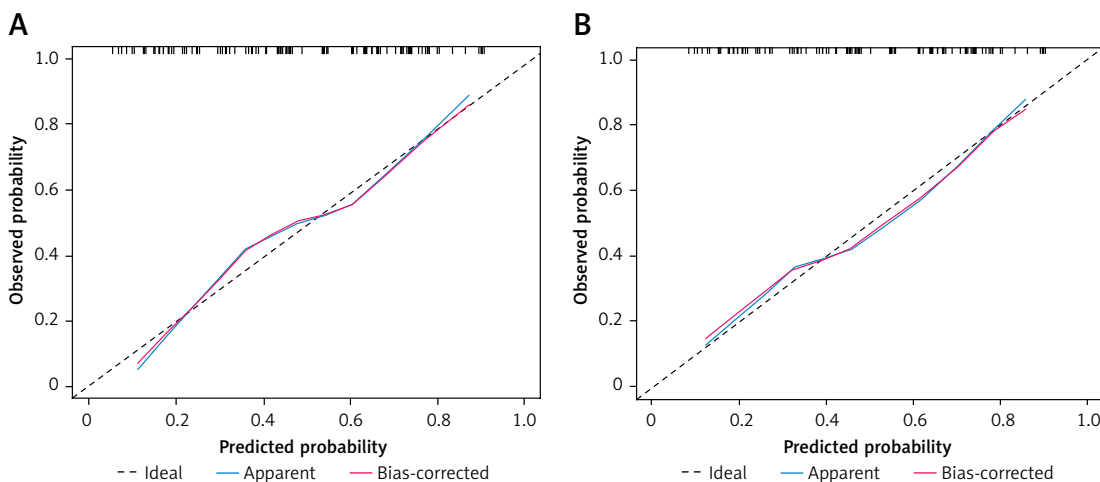 A
Observed probability
1.0
0.8
0.6
0.4
0.2
0
0 0.2 0.4 0.6 0.8 1.0
Predicted probability
Ideal Apparent Bias-corrected
B
Observed probability
1.0
0.8
0.6
0.4
0.2
0
0 0.2 0.4 0.6 0.8 1.0
Predicted probability
Ideal Apparent Bias-corrected